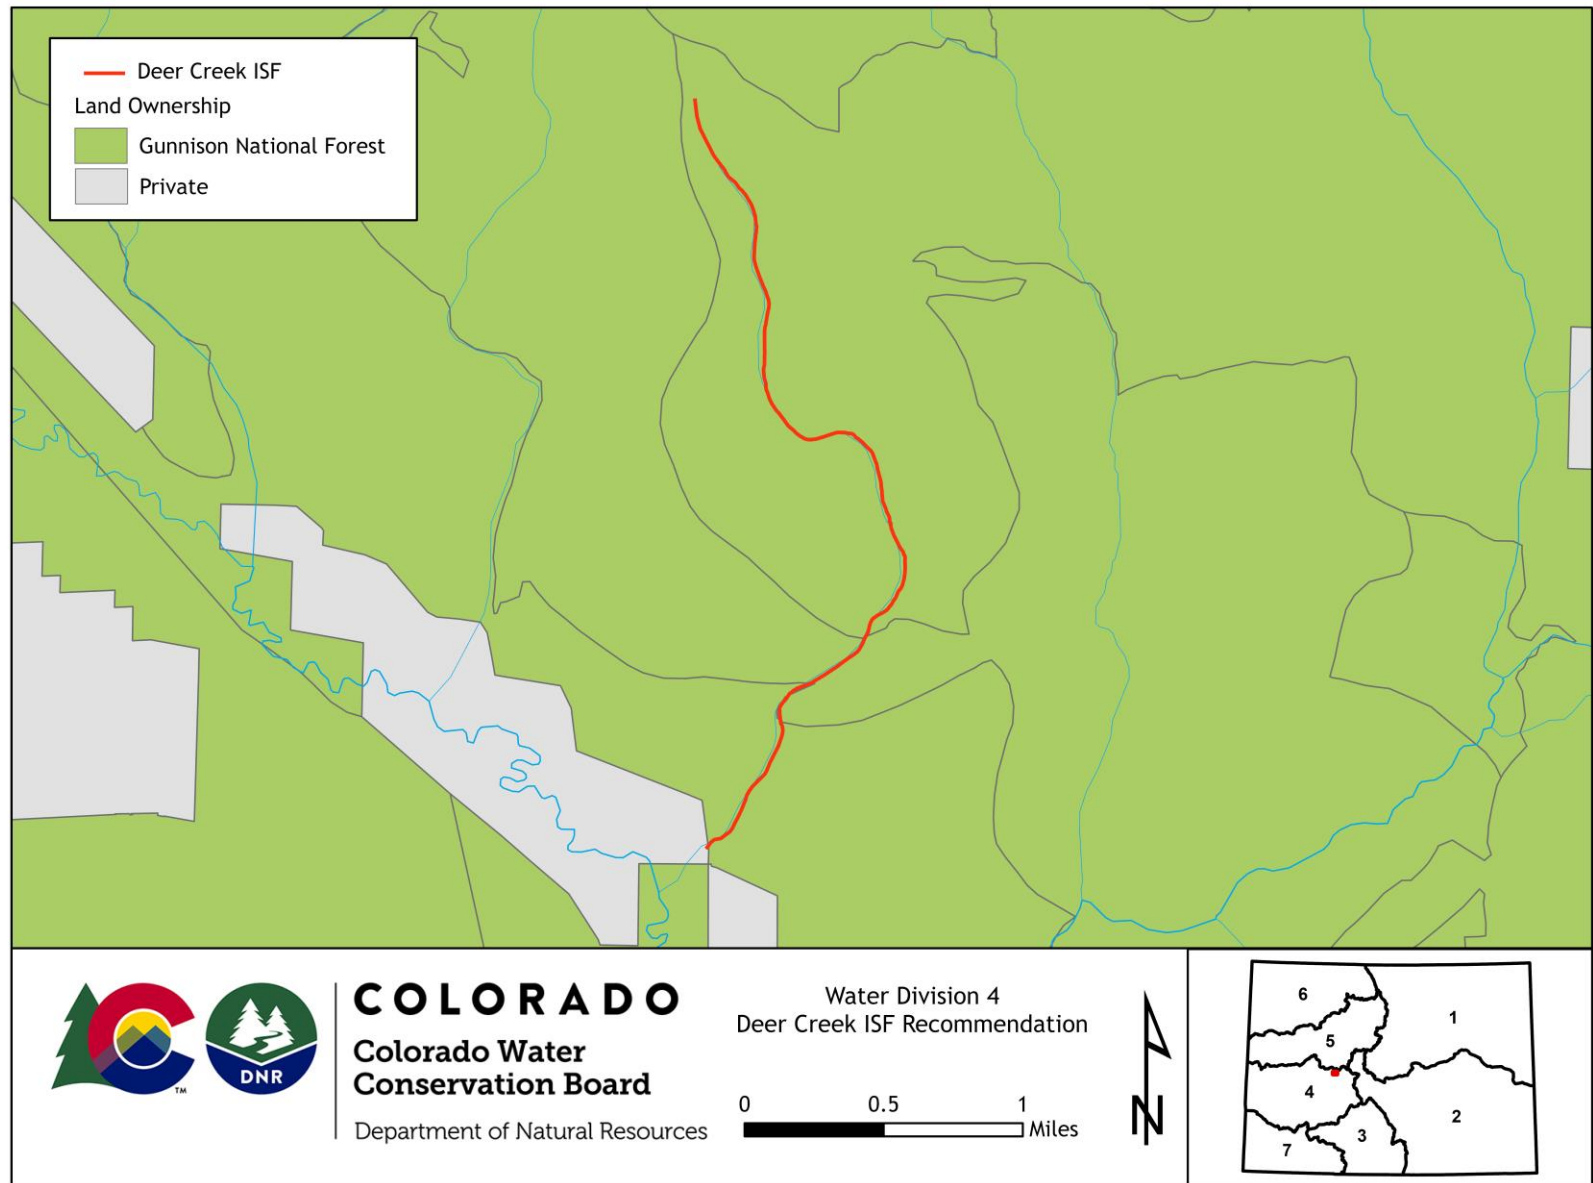 Deer Creek ISF
Land Ownership
Gunnison National Forest
Private
DNR
TM
COLORADO
Colorado Water
Conservation Board
Department of Natural Resources
Water Division 4
Deer Creek ISF Recommendation
0 0.5 1
Miles
N
6
1
5
4
2
3
7